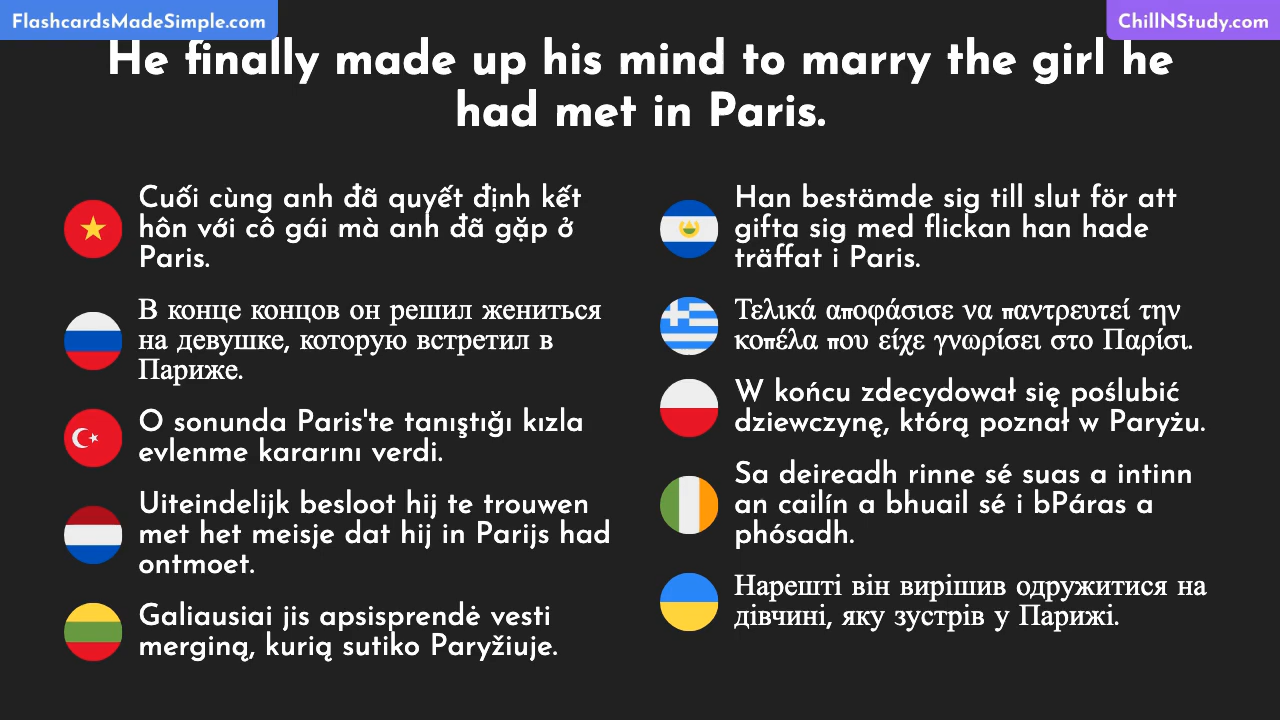 FlashcardsMadeSimple.com
ChillNStudy.com
He finally made up his mind to marry the girl he
had met in Paris.
Cuối cùng anh đã quyết định kết
hôn với cô gái mà anh đã gặp ở
Paris.
В конце концов он решил жениться
на девушке, которую встретил в
Париже.
O sonunda Paris'te tanıştığı kızla
evlenme kararını verdi.
Uiteindelijk besloot hij te trouwen
met het meisje dat hij in Parijs had
ontmoet.
Galiausiai jis apsisprendė vesti
merginą, kurią sutiko Paryžiuje.
Han bestämde sig till slut för att
gifta sig med flickan han hade
träffat i Paris.
Τελικά αποφάσισε να παντρευτεί την
κοπέλα που είχε γνωρίσει στο Παρίσι.
W końcu zdecydował się poślubić
dziewczynę, którą poznał w Paryżu.
Sa deireadh rinne sé suas a intinn
an cailín a bhuail sé i bPáras a
phósadh.
Нарешті він вирішив одружитися на
дівчині, яку зустрів у Парижі.